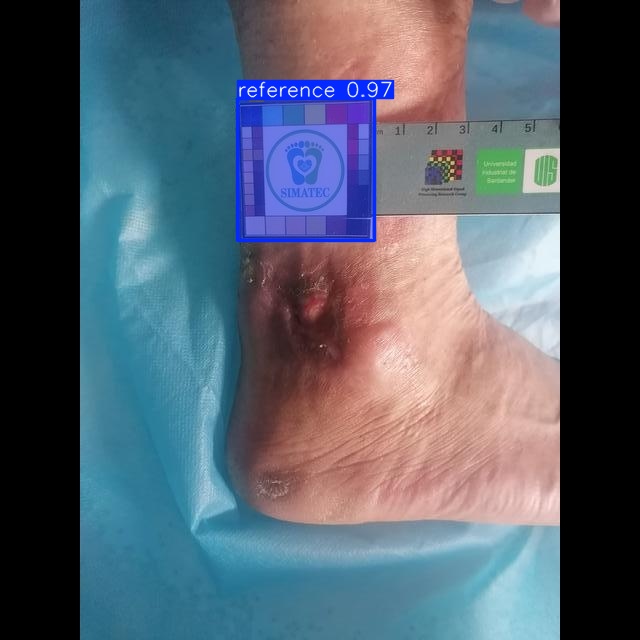 reference 0.97
SIMATEC
m 1 2 3 4 5
Universidad
Industrial de
Santander
UIS